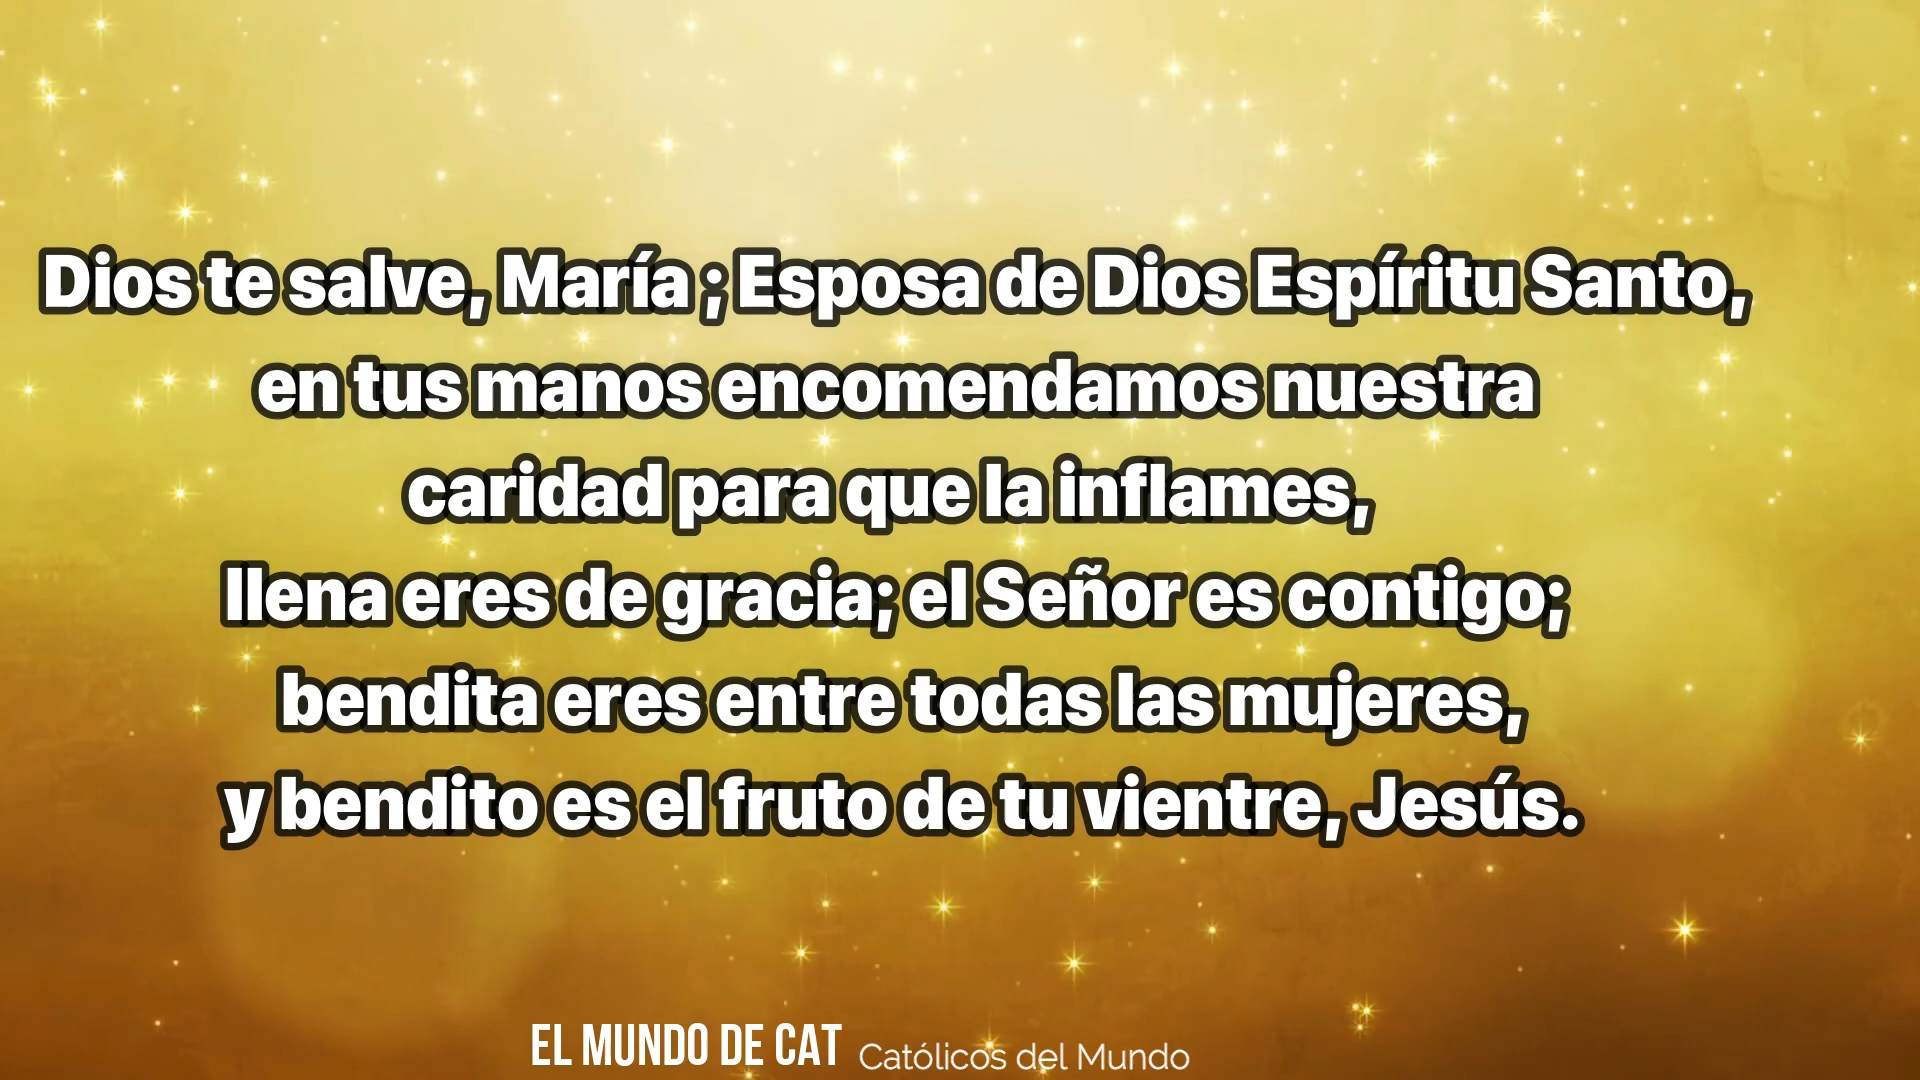 Dios te salve, María ; Esposa de Dios Espíritu Santo,
en tus manos encomendamos nuestra
caridad para que la inflames,
llena eres de gracia; el Señor es contigo;
bendita eres entre todas las mujeres,
y bendito es el fruto de tu vientre, Jesús.
EL MUNDO DE CAT Católicos del Mundo